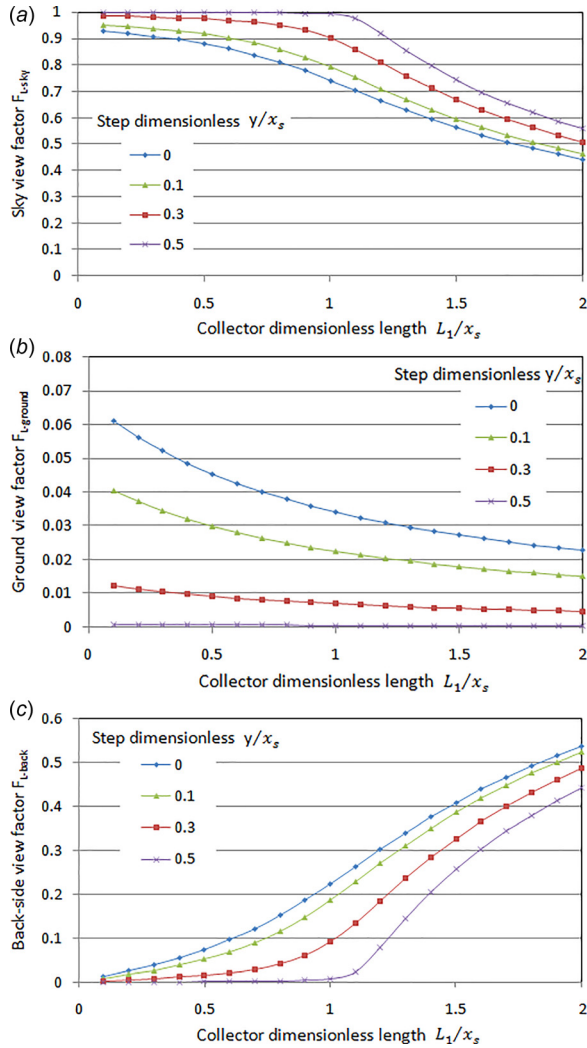 (a)
1
0.9
0.8
0.7
0.6
0.5
0.4
0.3
0.2
0.1
0
Sky view factor F_L-sky
Step dimensionless y/x_s
0
0.1
0.3
0.5
0 0.5 1 1.5 2
Collector dimensionless length L_1/x_s
(b)
0.08
0.07
0.06
0.05
0.04
0.03
0.02
0.01
0
Ground view factor F_L-ground
Step dimensionless y/x_s
0
0.1
0.3
0.5
0 0.5 1 1.5 2
Collector dimensionless length L_1/x_s
(c)
0.6
0.5
0.4
0.3
0.2
0.1
0
Back-side view factor F_L-back
Step dimensionless y/x_s
0
0.1
0.3
0.5
0 0.5 1 1.5 2
Collector dimensionless length L_1/x_s